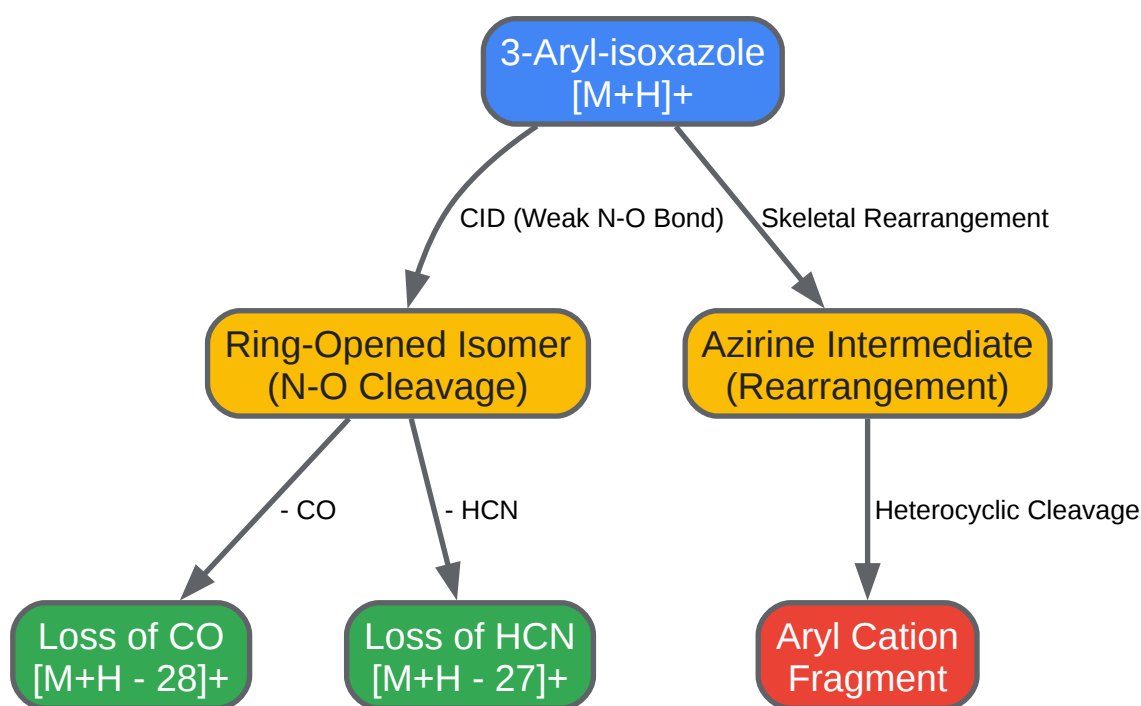 3-Aryl-isoxazole
[M+H]+
CID (Weak N-O Bond)
Skeletal Rearrangement
Ring-Opened Isomer
(N-O Cleavage)
Azirine Intermediate
(Rearrangement)
- CO
- HCN
Heterocyclic Cleavage
Loss of CO
[M+H - 28]+
Loss of HCN
[M+H - 27]+
Aryl Cation
Fragment